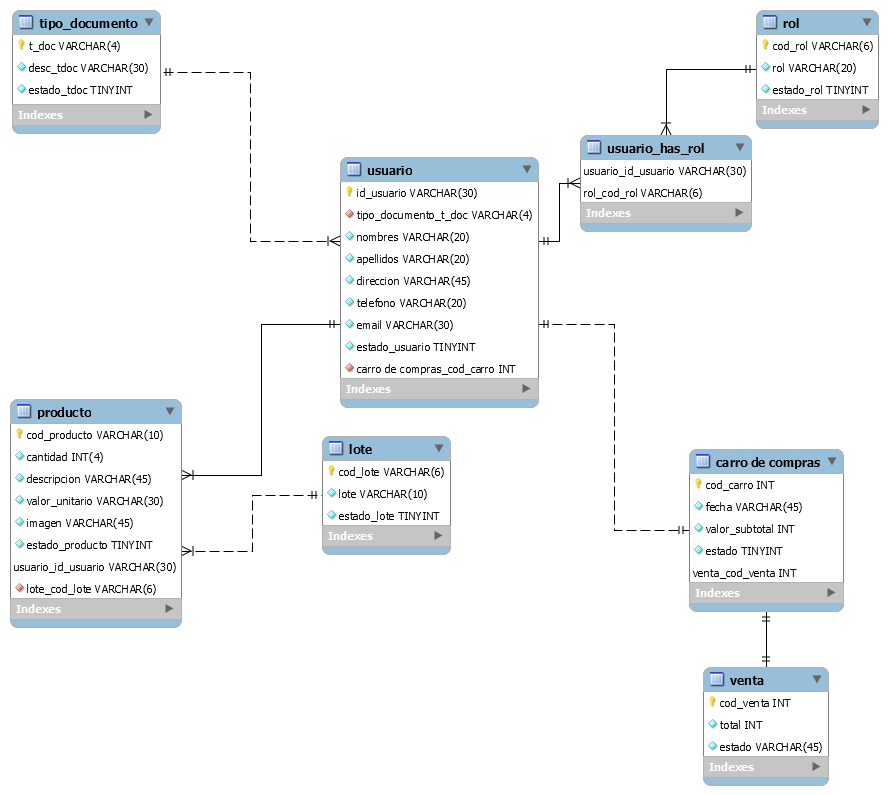 tipo_documento
t_doc VARCHAR(4)
desc_tdoc VARCHAR(30)
estado_tdoc TINYINT
Indexes
rol
cod_rol VARCHAR(6)
rol VARCHAR(20)
estado_rol TINYINT
Indexes
usuario_has_rol
usuario_id_usuario VARCHAR(30)
rol_cod_rol VARCHAR(6)
Indexes
usuario
id_usuario VARCHAR(30)
tipo_documento_t_doc VARCHAR(4)
nombres VARCHAR(20)
apellidos VARCHAR(20)
direccion VARCHAR(45)
telefono VARCHAR(20)
email VARCHAR(30)
estado_usuario TINYINT
carro de compras_cod_carro INT
Indexes
producto
cod_producto VARCHAR(10)
cantidad INT(4)
descripcion VARCHAR(45)
valor_unitario VARCHAR(30)
imagen VARCHAR(45)
estado_producto TINYINT
usuario_id_usuario VARCHAR(30)
lote_cod_lote VARCHAR(6)
Indexes
lote
cod_lote VARCHAR(6)
lote VARCHAR(10)
estado_lote TINYINT
Indexes
carro de compras
cod_carro INT
fecha VARCHAR(45)
valor_subtotal INT
estado TINYINT
venta_cod_venta INT
Indexes
venta
cod_venta INT
total INT
estado VARCHAR(45)
Indexes